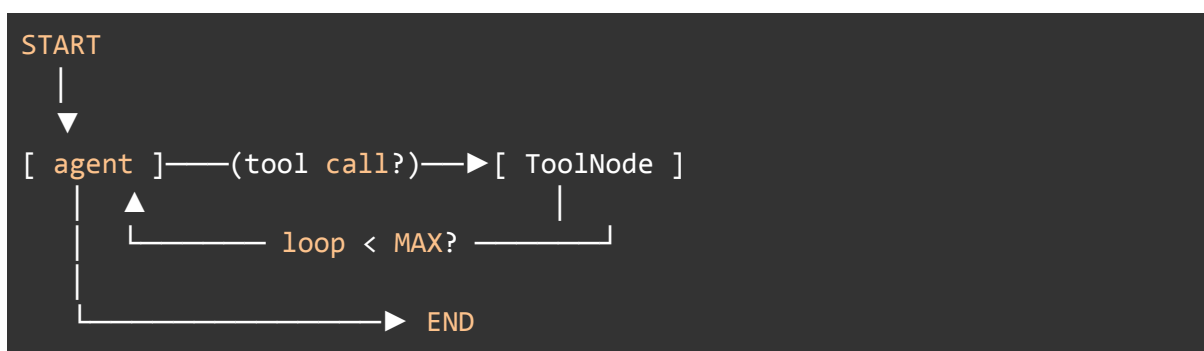 START
[ agent ]────(tool call?)───►[ ToolNode ]
loop < MAX?
END